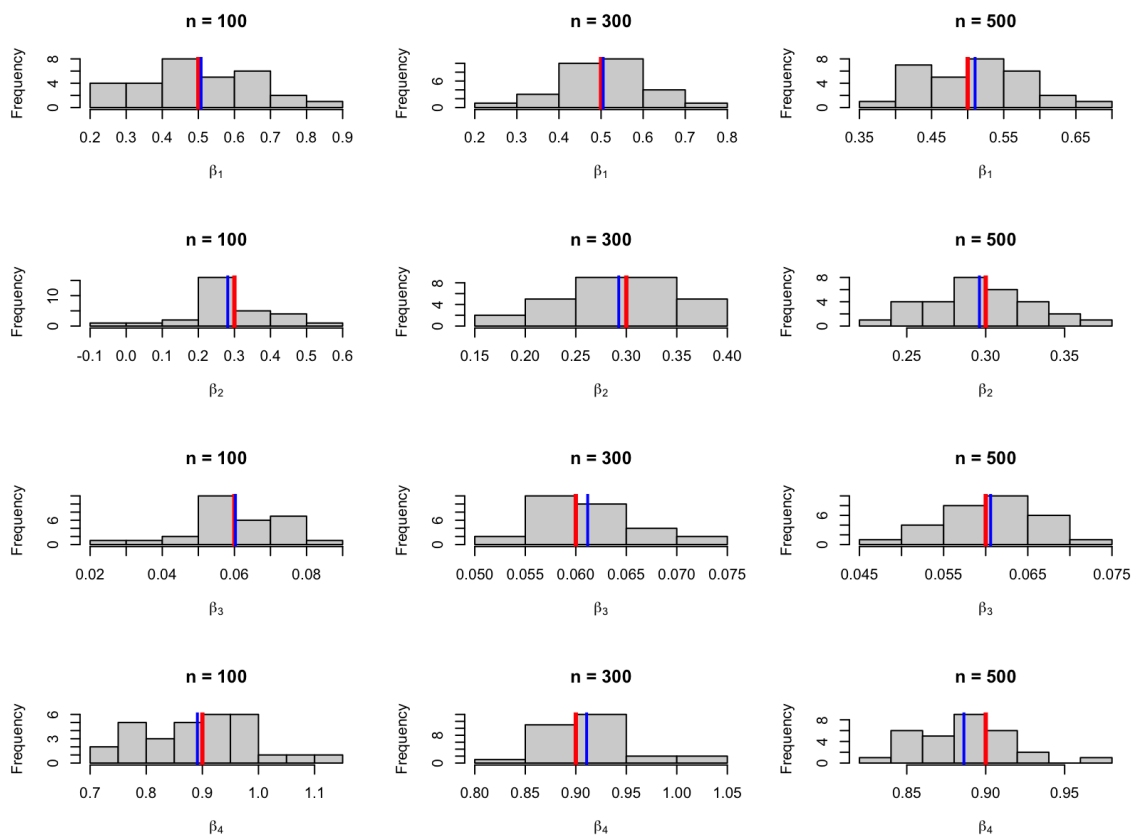 n = 100
n = 300
n = 500
Frequency
0 4 8
Frequency
0 6
Frequency
0 4 8
0.2 0.3 0.4 0.5 0.6 0.7 0.8 0.9
0.2 0.3 0.4 0.5 0.6 0.7 0.8
0.35 0.45 0.55 0.65
β₁
β₁
β₁
n = 100
n = 300
n = 500
Frequency
0 10
Frequency
0 4 8
Frequency
0 4 8
-0.1 0.0 0.1 0.2 0.3 0.4 0.5 0.6
0.15 0.20 0.25 0.30 0.35 0.40
0.25 0.30 0.35
β₂
β₂
β₂
n = 100
n = 300
n = 500
Frequency
0 6
Frequency
0 6
Frequency
0 6
0.02 0.04 0.06 0.08
0.050 0.055 0.060 0.065 0.070 0.075
0.045 0.055 0.065 0.075
β₃
β₃
β₃
n = 100
n = 300
n = 500
Frequency
0 3 6
Frequency
0 8
Frequency
0 4 8
0.7 0.8 0.9 1.0 1.1
0.80 0.85 0.90 0.95 1.00 1.05
0.85 0.90 0.95
β₄
β₄
β₄